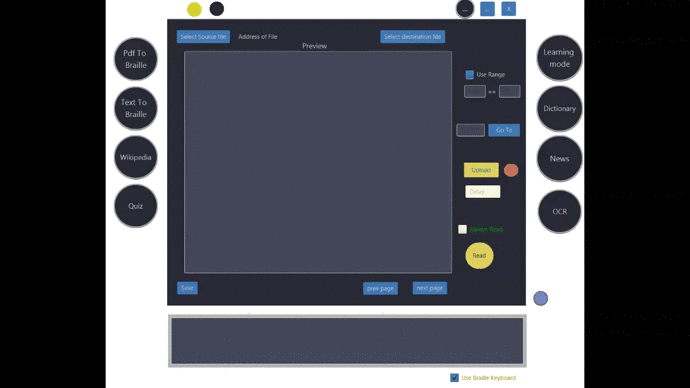 ...
_
X
Select Source file
Address of File
Select destination file
Preview
Pdf To
Braille
Text To
Braille
Wikipedia
Quiz
Use Range
Go To
Upload
Delay
Read
Save
prev page
next page
Learning
mode
Dictionary
News
OCR
Use Braille Keyboard